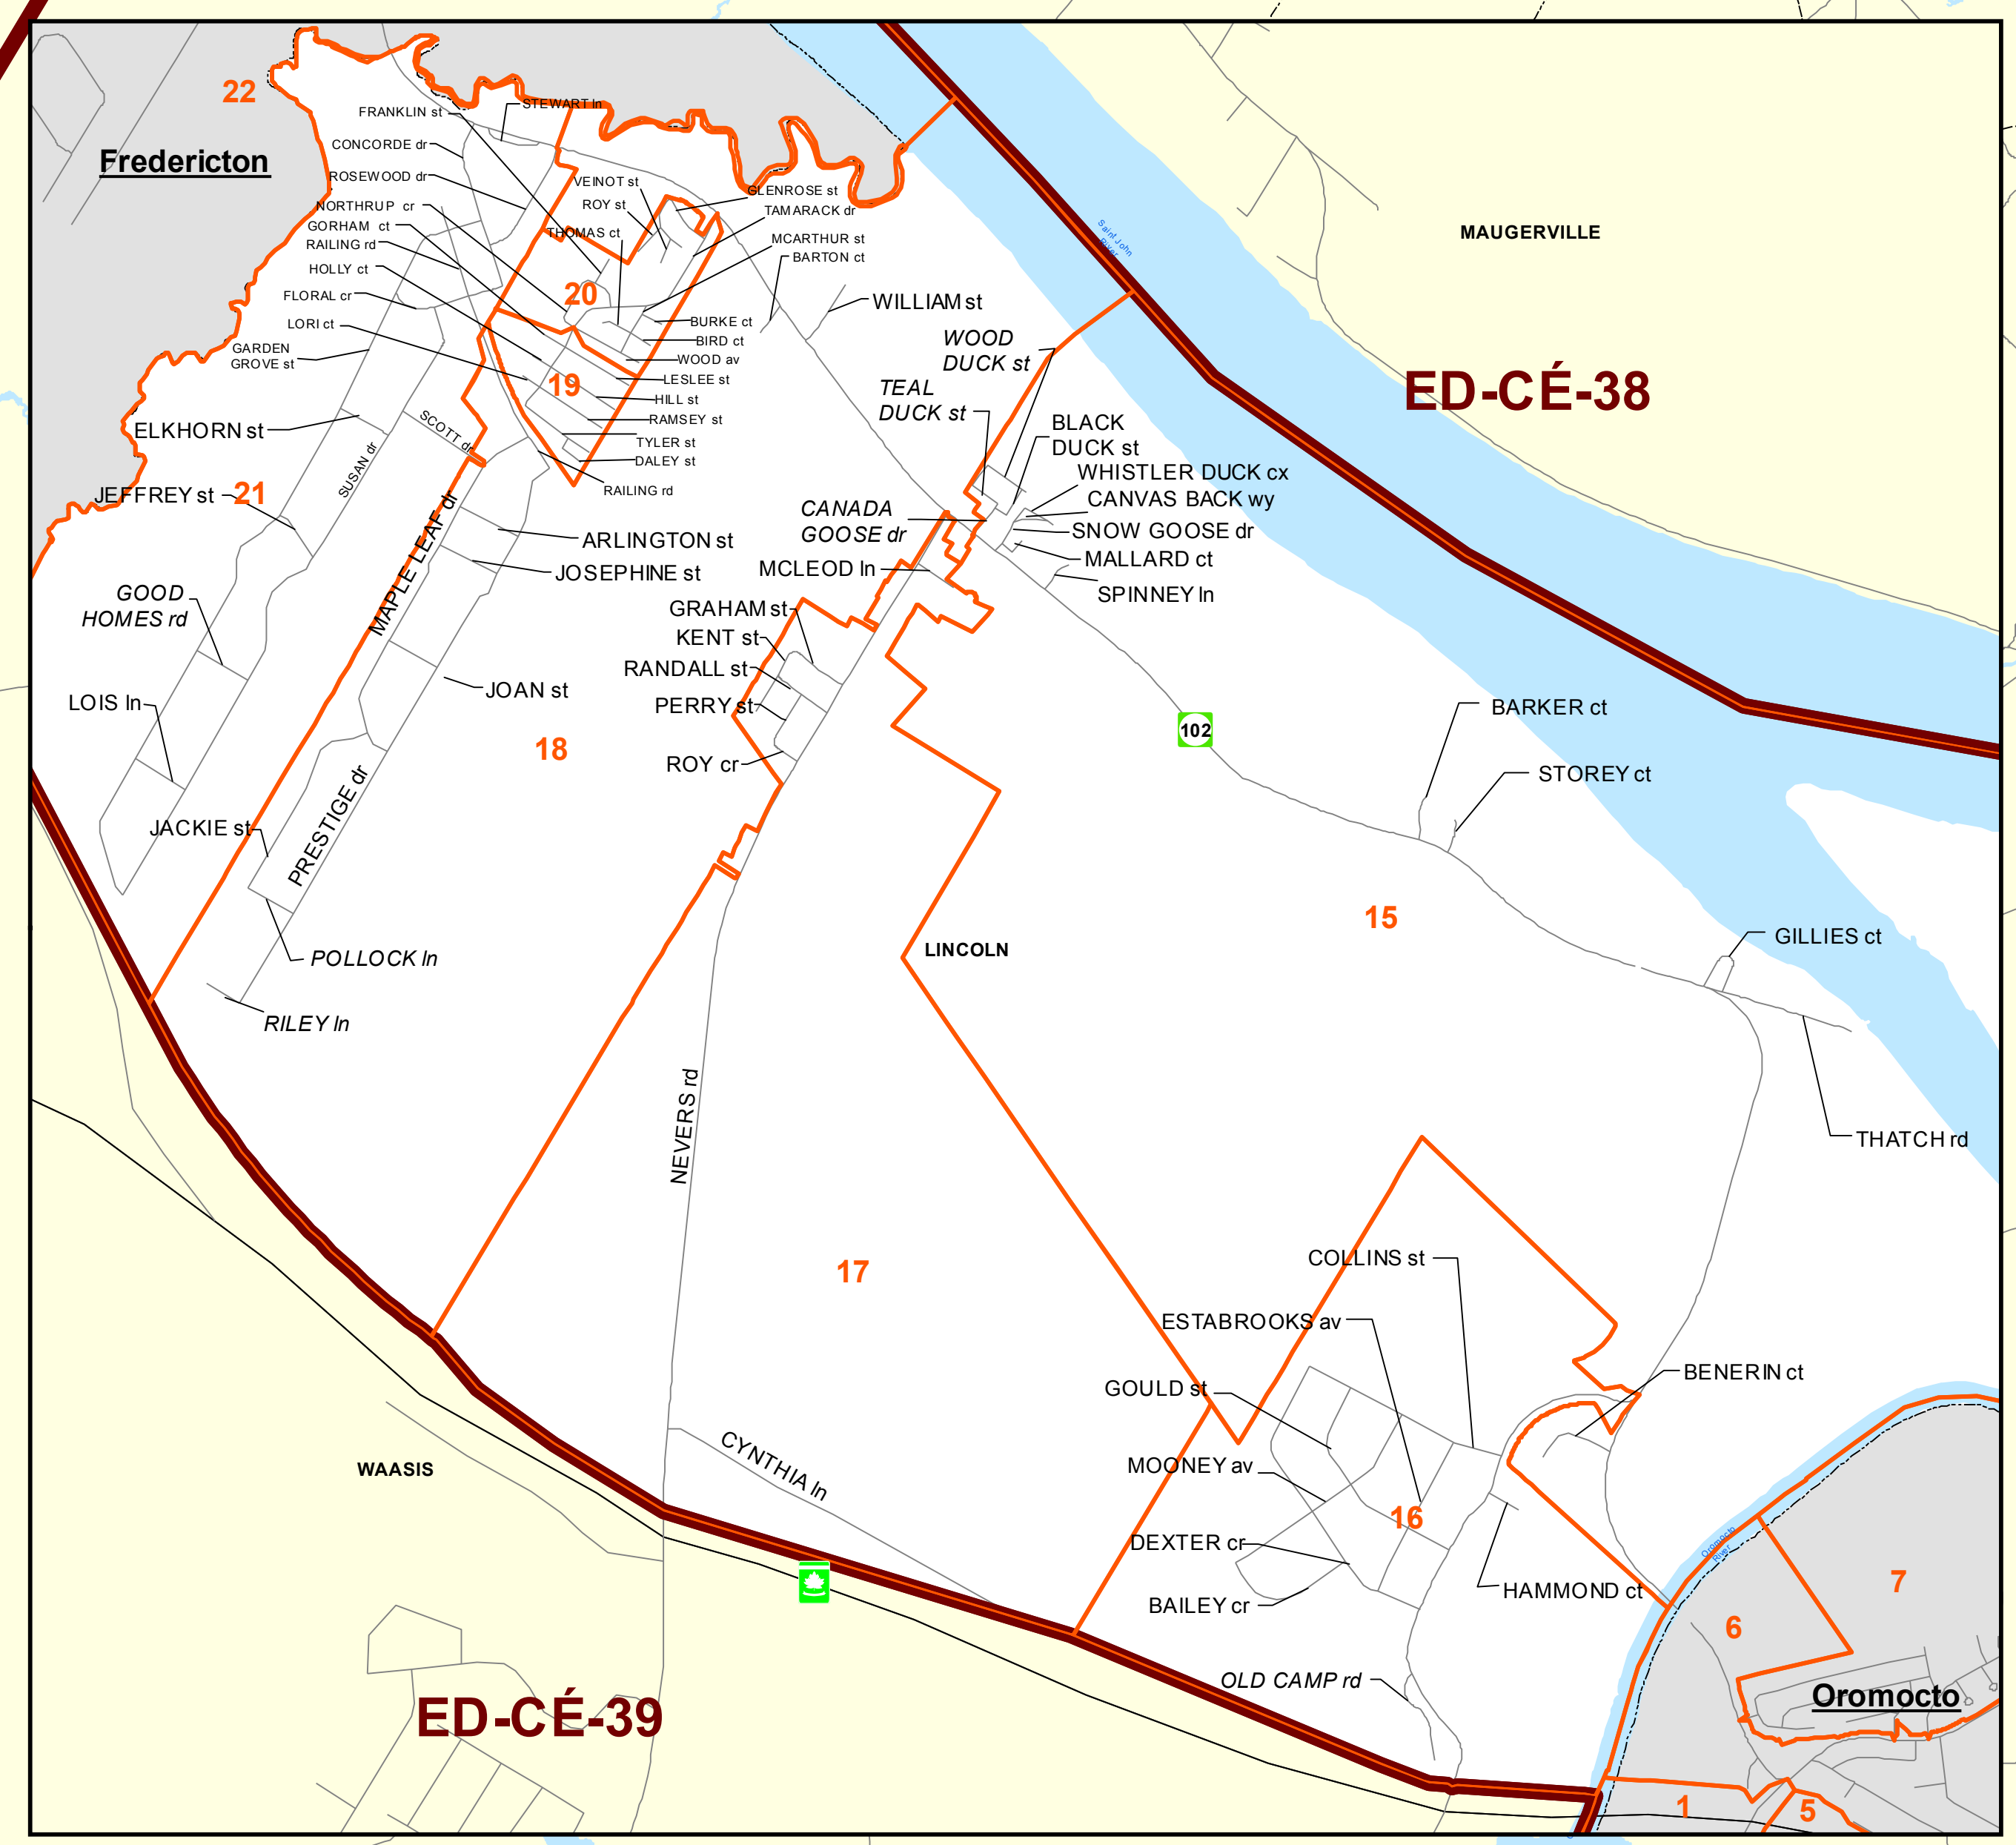 22
Fredericton
FRANKLIN st
STEWART ln
CONCORDE dr
ROSEWOOD dr
NORTHRUP cr
GORHAM ct
RAILING rd
HOLLY ct
FLORAL cr
LORI ct
GARDEN
GROVE st
VEINOT st
ROY st
THOMAS ct
GLENROSE st
TAMARACK dr
MCARTHUR st
BARTON ct
WILLIAM st
20
BURKE ct
BIRD ct
WOOD av
LESLEE st
HILL st
RAMSEY st
TYLER st
DALEY st
RAILING rd
19
Saint John
River
MAUGERVILLE
ED-CÉ-38
WOOD
DUCK st
TEAL
DUCK st
BLACK
DUCK st
WHISTLER DUCK cx
CANVAS BACK wy
SNOW GOOSE dr
MALLARD ct
SPINNEY ln
CANADA
GOOSE dr
MCLEOD ln
ELKHORN st
SCOTT dr
SUSAN dr
JEFFREY st
21
MAPLE LEAF dr
ARLINGTON st
JOSEPHINE st
GOOD
HOMES rd
GRAHAM st
KENT st
RANDALL st
PERRY st
ROY cr
LOIS ln
JOAN st
18
102
BARKER ct
STOREY ct
JACKIE st
PRESTIGE dr
POLLOCK ln
RILEY ln
LINCOLN
15
GILLIES ct
THATCH rd
NEVERS rd
17
COLLINS st
ESTABROOKS av
GOULD st
BENERIN ct
MOONEY av
16
DEXTER cr
BAILEY cr
HAMMOND ct
OLD CAMP rd
CYNTHIA ln
WAASIS
ED-CÉ-39
Oromocto
River
7
6
Oromocto
1
5